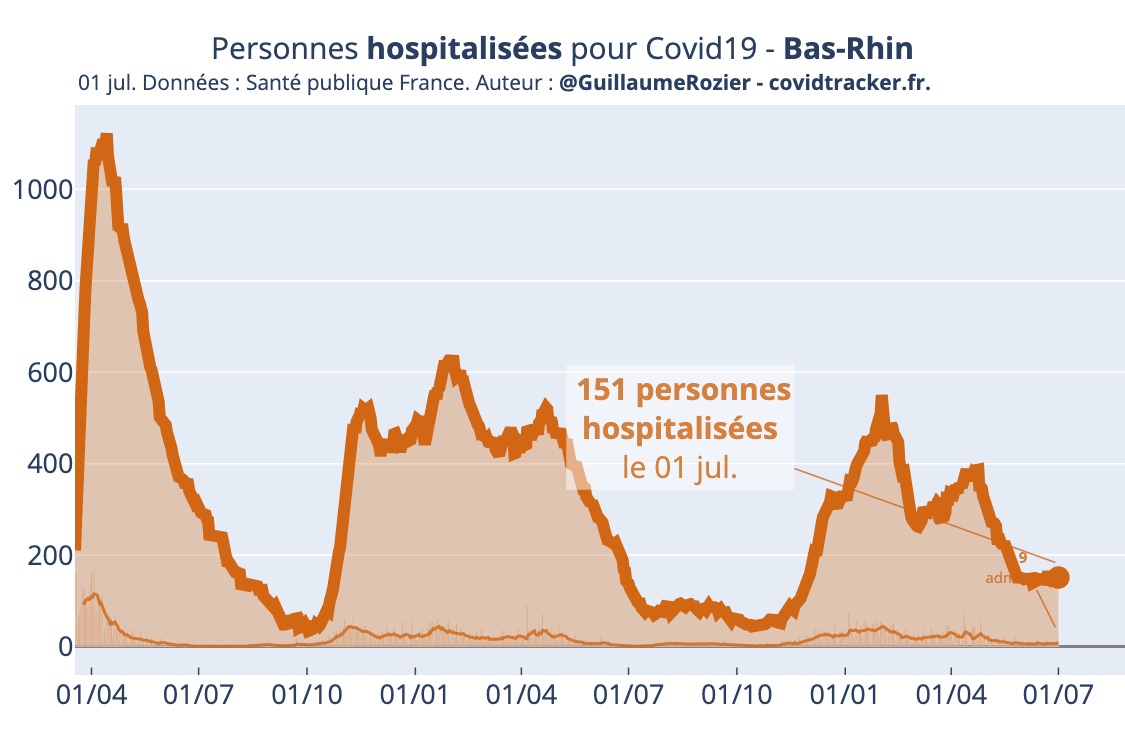 Personnes hospitalisées pour Covid19 - Bas-Rhin
01 jul. Données : Santé publique France. Auteur : @GuillaumeRozier - covidtracker.fr.
1000
800
600
400
200
0
151 personnes
hospitalisées
le 01 jul.
9
01/04 01/07 01/10 01/01 01/04 01/07 01/10 01/01 01/04 01/07